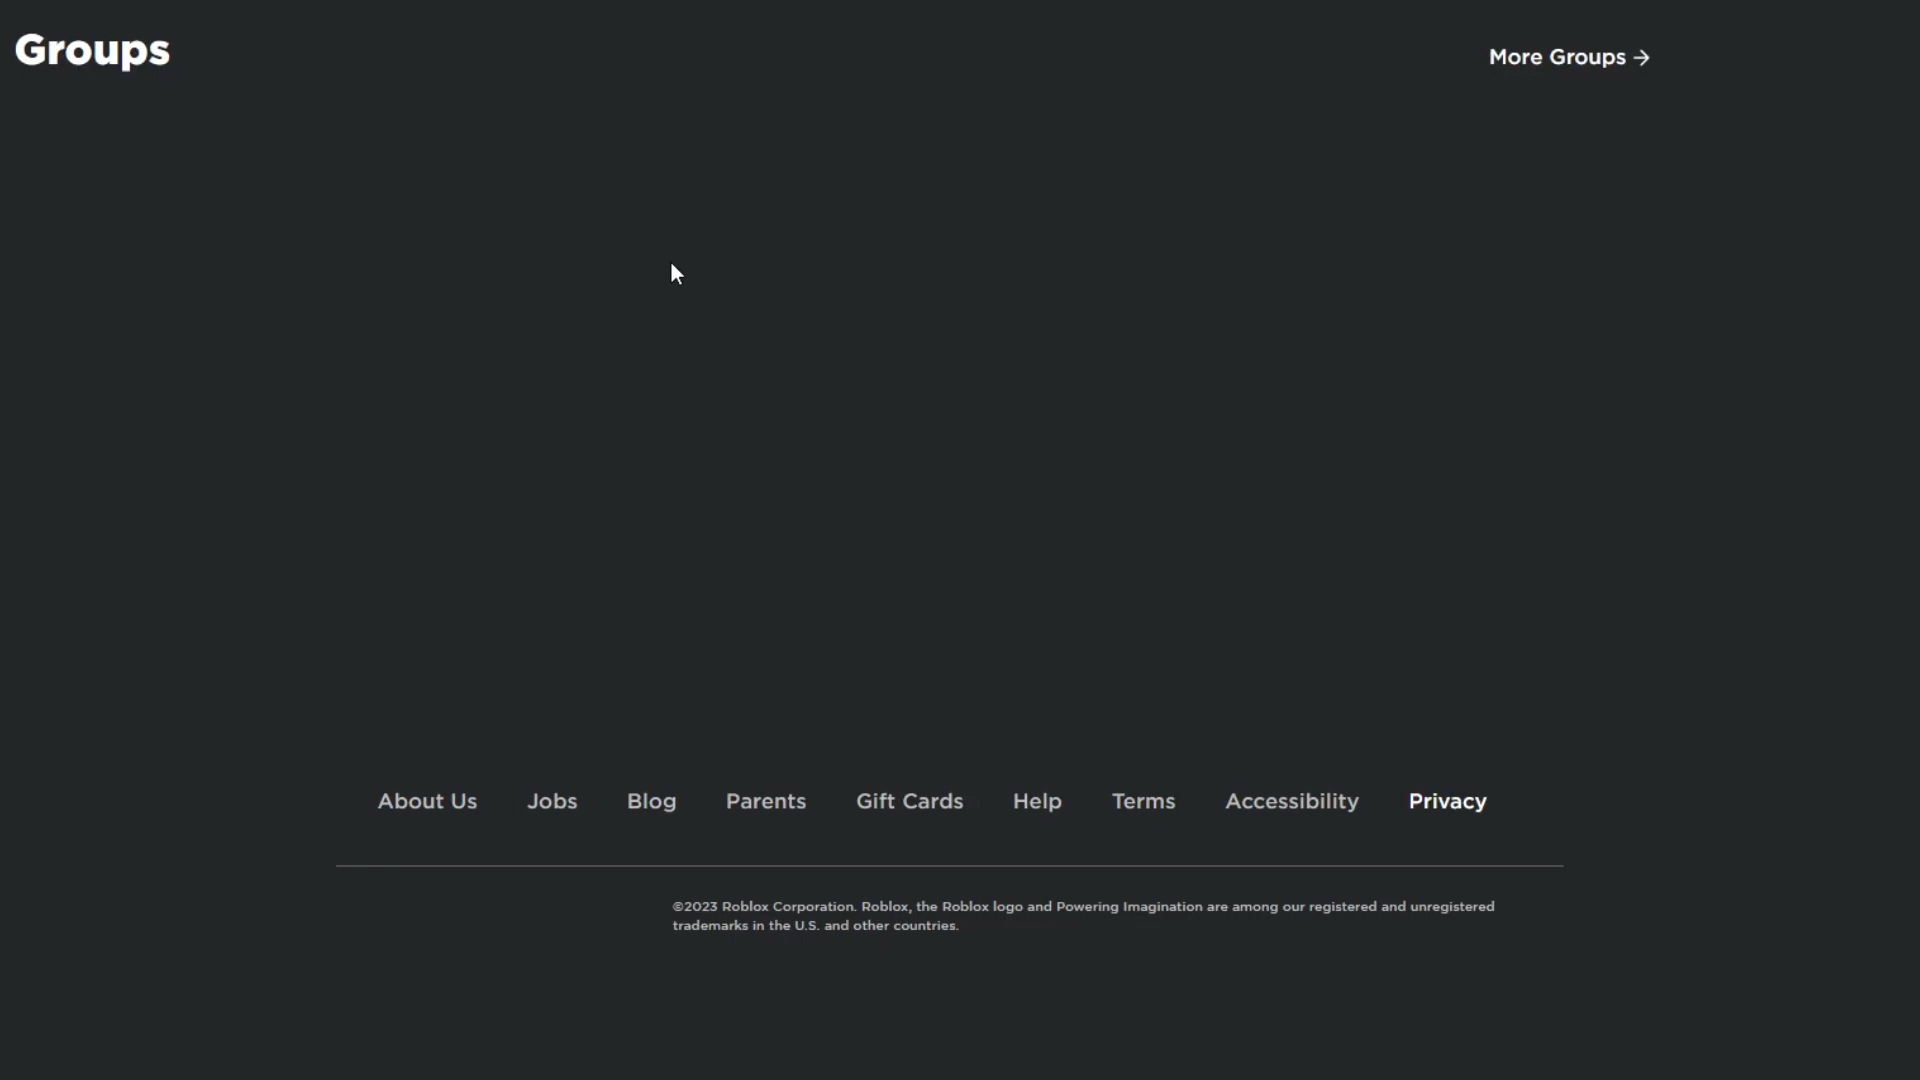 Groups
More Groups →
About Us Jobs Blog Parents Gift Cards Help Terms Accessibility Privacy
©2023 Roblox Corporation. Roblox, the Roblox logo and Powering Imagination are among our registered and unregistered
trademarks in the U.S. and other countries.